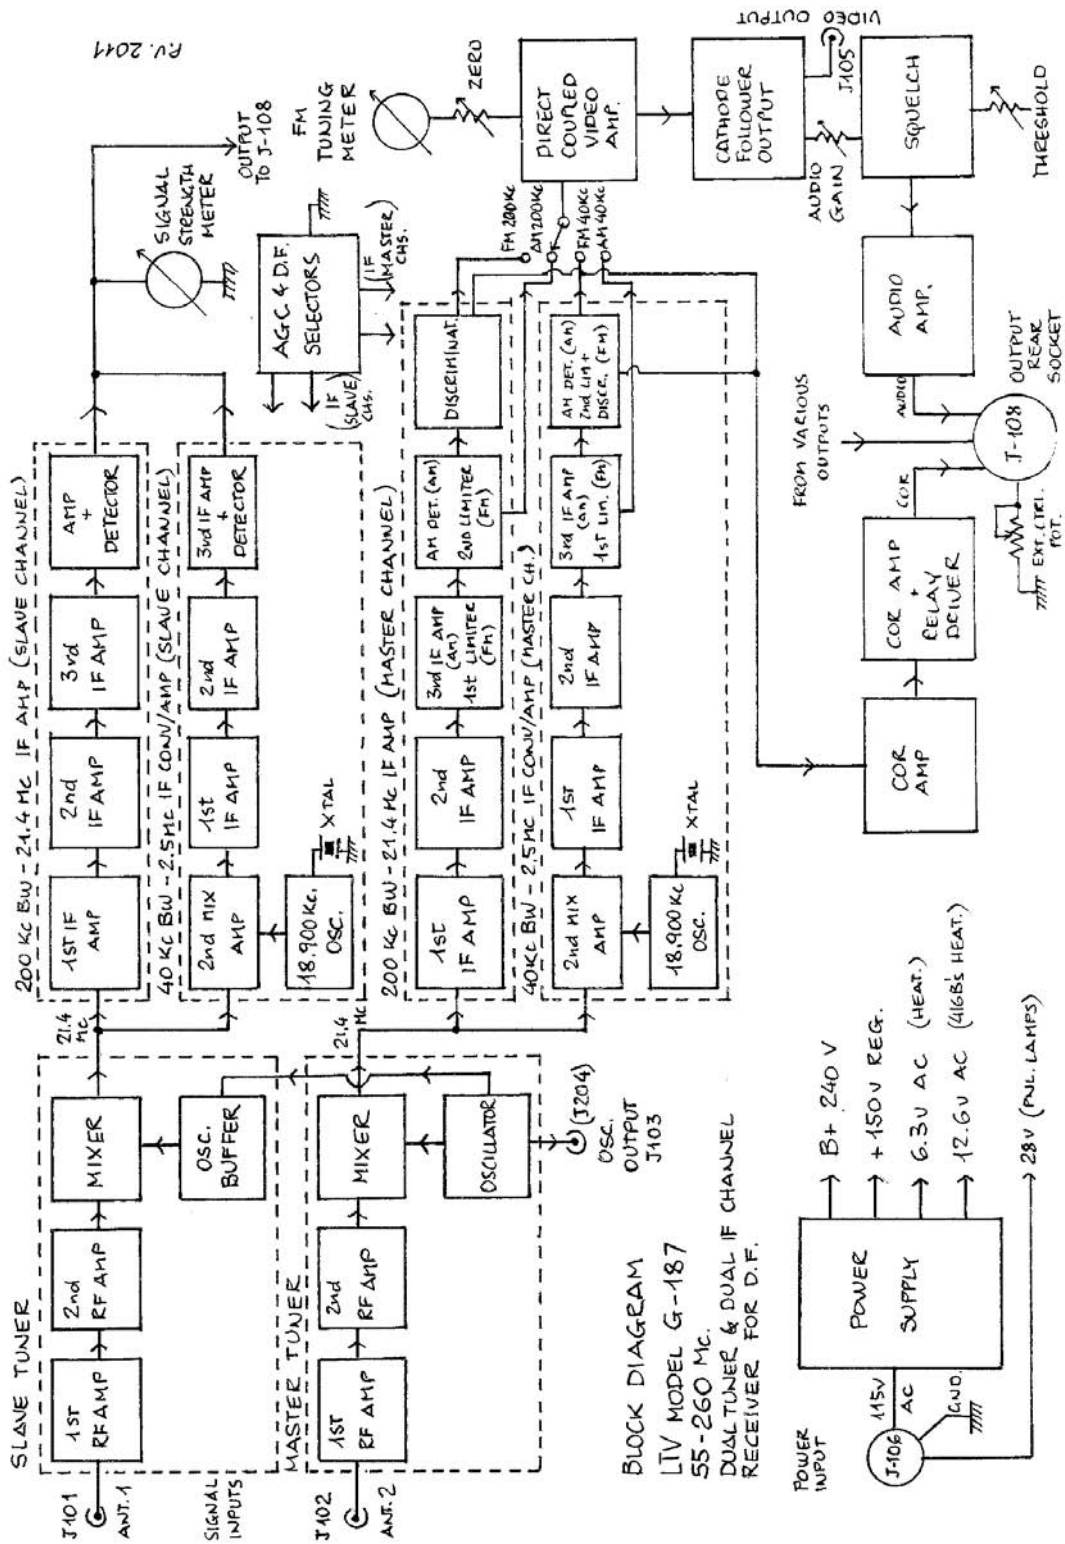 SLAVE TUNER
J101
ANT.1
1ST
RF AMP
2nd
RF AMP
MIXER
OSC.
BUFFER
SIGNAL
INPUTS
MASTER TUNER
J102
ANT.2
1ST
RF AMP
2nd
RF AMP
MIXER
OSCILLATOR
(J204)
OSC.
OUTPUT
J103
21.4
MC
200 KC BW - 21.4 MC IF AMP (SLAVE CHANNEL)
1ST IF
AMP
2nd
IF AMP
3rd
IF AMP
AMP
+
DETECTOR
40 KC BW - 2.5 MC IF CONV/AMP (SLAVE CHANNEL)
2nd MIX
AMP
1st
IF AMP
2nd
IF AMP
3rd IF AMP
+
DETECTOR
18.900 KC.
OSC.
XTAL
SIGNAL
STRENGTH
METER
OUTPUT
TO J-108
P.V. 2011
AGC & D.F.
SELECTORS
(IF
SLAVE)
CHS.
(IF
MASTER)
CHS.
21.4
MC
200 KC BW - 21.4 MC IF AMP (MASTER CHANNEL)
1st
IF AMP
2nd
IF AMP
3rd IF AMP
(AM)
1st LIMITER
(FM)
AM DET. (AM)
2ND LIMITER
(FM)
DISCRIMINAT.
40KC BW - 2.5MC IF CONV/AMP (MASTER CH.)
2nd MIX
AMP
1ST
IF AMP
2nd
IF AMP
3rd IF AMP
(AM)
1ST LIM. (FM)
AM DET. (AM)
2nd LIM +
DISCR. (FM)
18.900 KC
OSC.
XTAL
FM 200KC
AM 200KC
FM 40KC
AM 40KC
FM
TUNING
METER
ZERO
DIRECT
COUPLED
VIDEO
AMP.
CATHODE
FOLLOWER
OUTPUT
VIDEO OUTPUT
J105
AUDIO
GAIN
SQUELCH
THRESHOLD
AUDIO
AMP.
AUDIO
FROM VARIOUS
OUTPUTS
J-108
OUTPUT
REAR
SOCKET
COR
EXT. CTRL.
POT.
COR AMP
+
RELAY
DRIVER
COR
AMP
BLOCK DIAGRAM
LTV MODEL G-187
55-260 MC.
DUAL TUNER & DUAL IF CHANNEL
RECEIVER FOR D.F.
POWER
INPUT
J-106
115V
AC
GND.
POWER
SUPPLY
B+ 240 V
+150V REG.
6.3V AC (HEAT.)
12.6V AC (416B'S HEAT.)
28V (PNL. LAMPS)